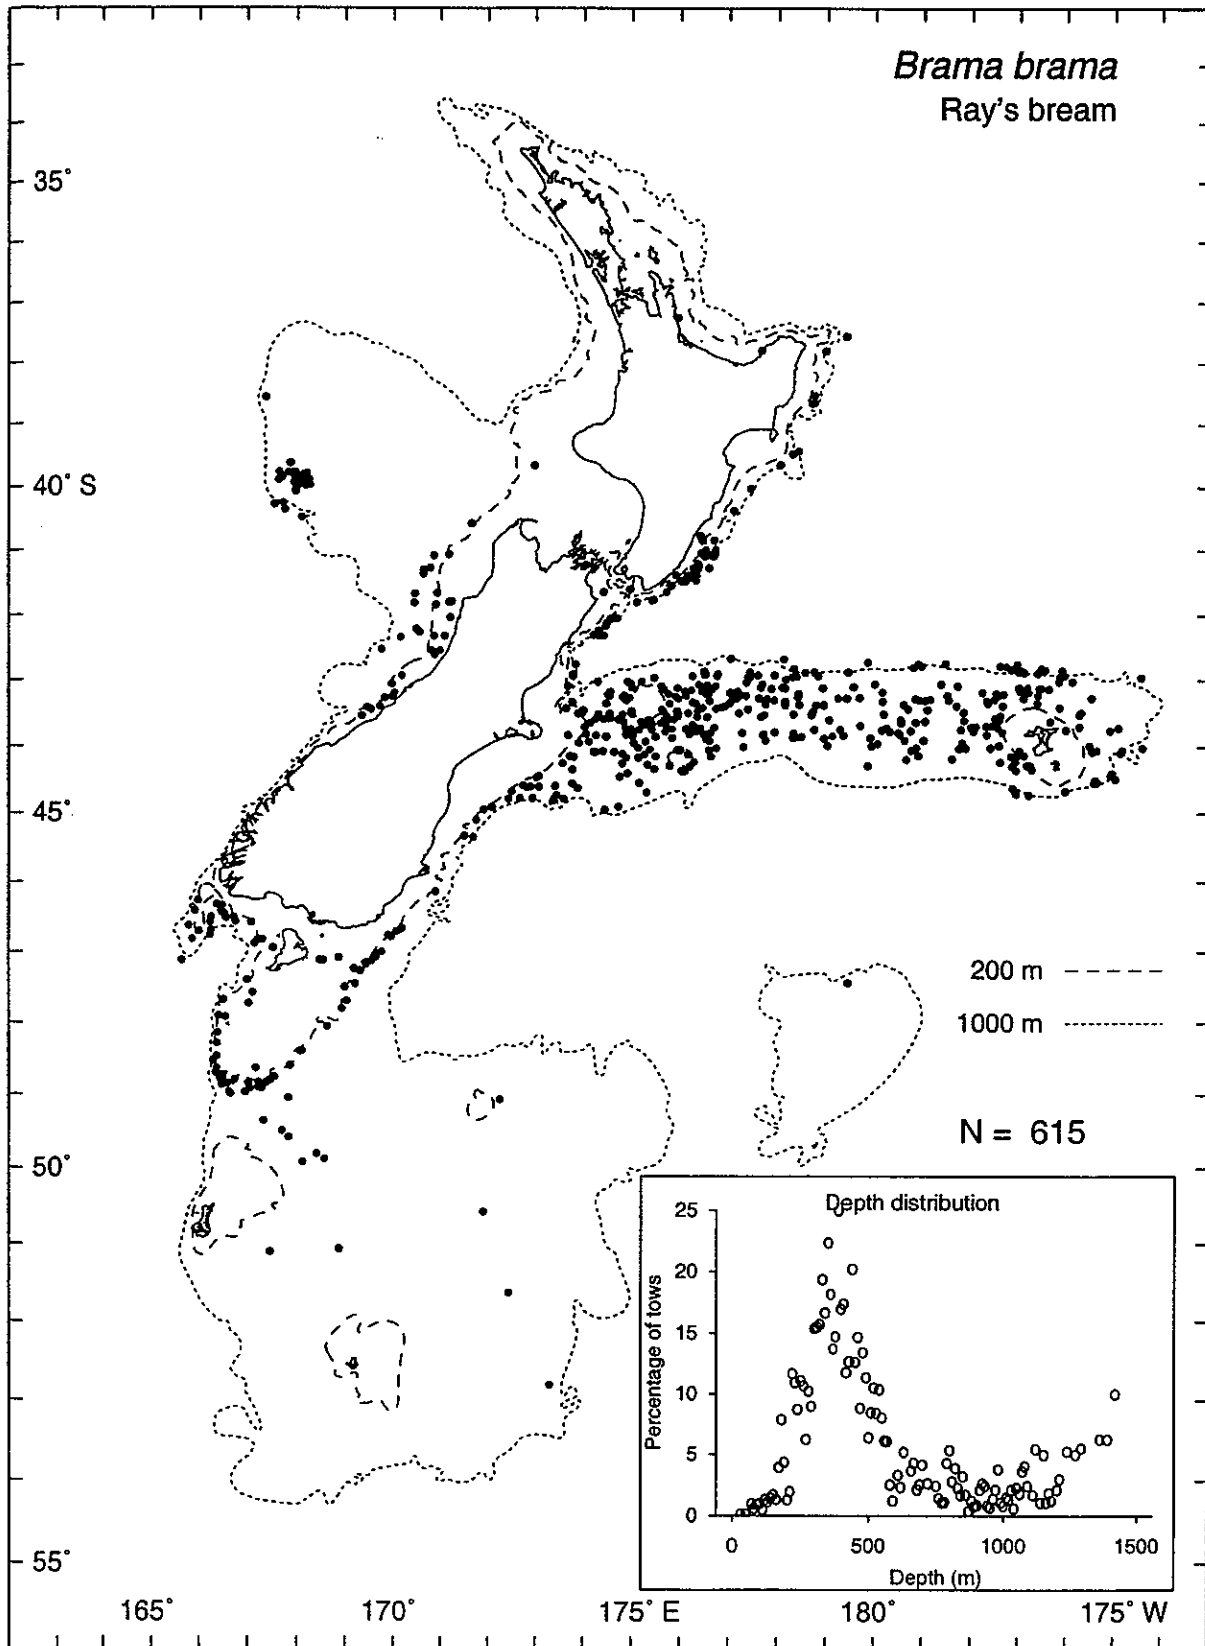 Brama brama
Ray's bream
35°
40° S
45°
50°
55°
200 m
1000 m
N = 615
Depth distribution
25
20
15
10
5
0
Percentage of tows
0 500 1000 1500
Depth (m)
165° 170° 175° E 180° 175° W